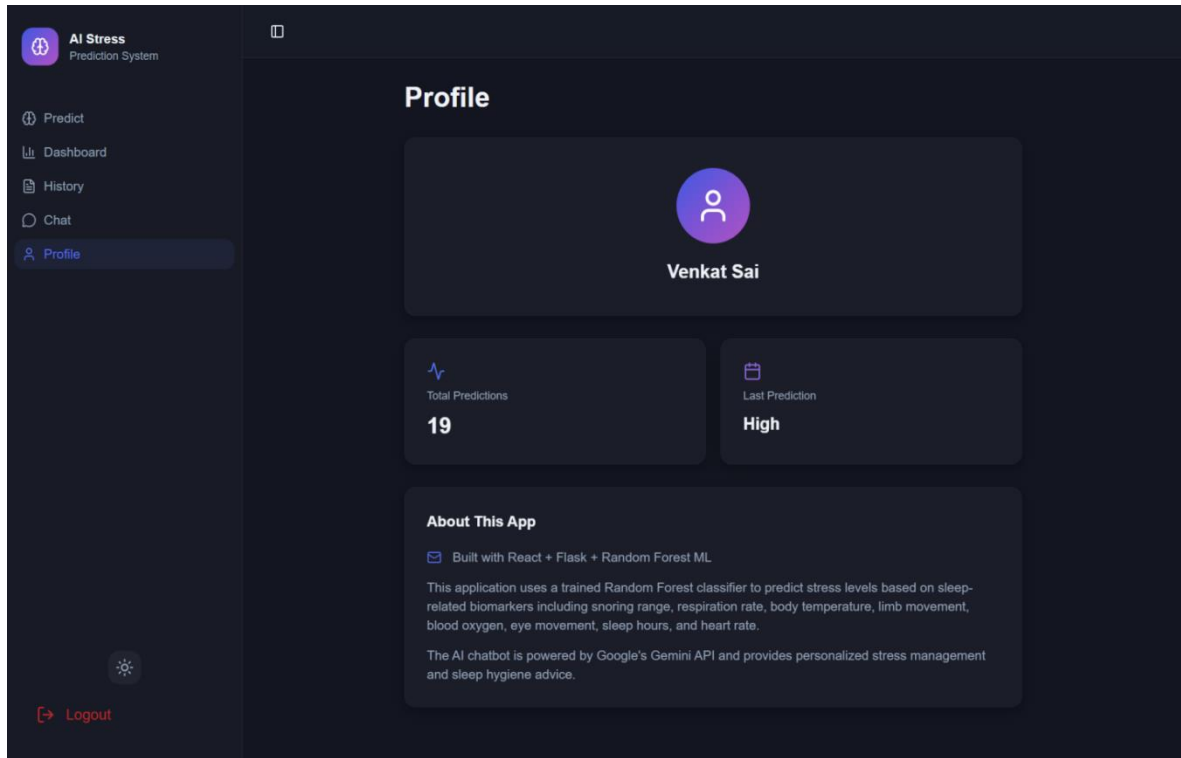 AI Stress
Prediction System
Predict
Dashboard
History
Chat
Profile
Logout
Profile
Venkat Sai
Total Predictions
19
Last Prediction
High
About This App
Built with React + Flask + Random Forest ML
This application uses a trained Random Forest classifier to predict stress levels based on sleep-
related biomarkers including snoring range, respiration rate, body temperature, limb movement,
blood oxygen, eye movement, sleep hours, and heart rate.
The AI chatbot is powered by Google's Gemini API and provides personalized stress management
and sleep hygiene advice.